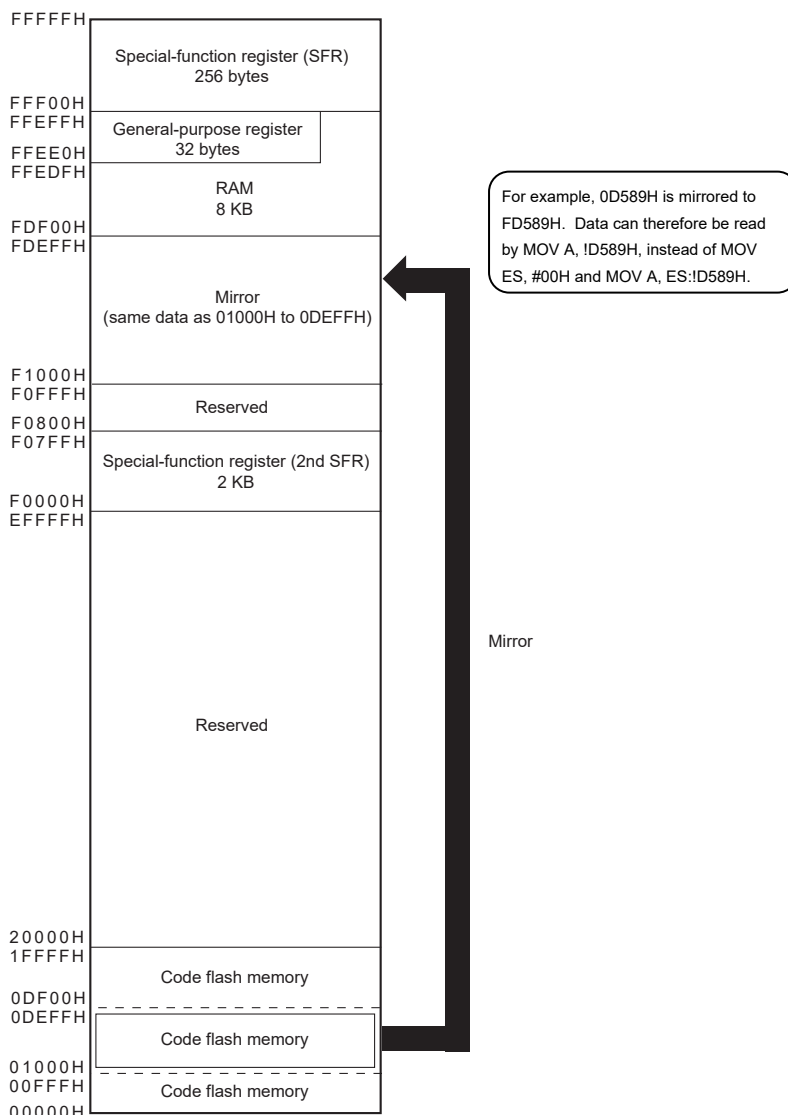 FFFFFH
Special-function register (SFR)
256 bytes
FFF00H
FFEFFH
General-purpose register
32 bytes
FFEE0H
FFEDFH
RAM
8 KB
For example, 0D589H is mirrored to
FD589H. Data can therefore be read
by MOV A, !D589H, instead of MOV
ES, #00H and MOV A, ES:!D589H.
FDF00H
FDEFFH
Mirror
(same data as 01000H to 0DEFFH)
F1000H
F0FFFH
Reserved
F0800H
F07FFH
Special-function register (2nd SFR)
2 KB
F0000H
EFFFFH
Mirror
Reserved
20000H
1FFFFH
Code flash memory
0DF00H
0DEFFH
Code flash memory
01000H
00FFFH
Code flash memory
00000H